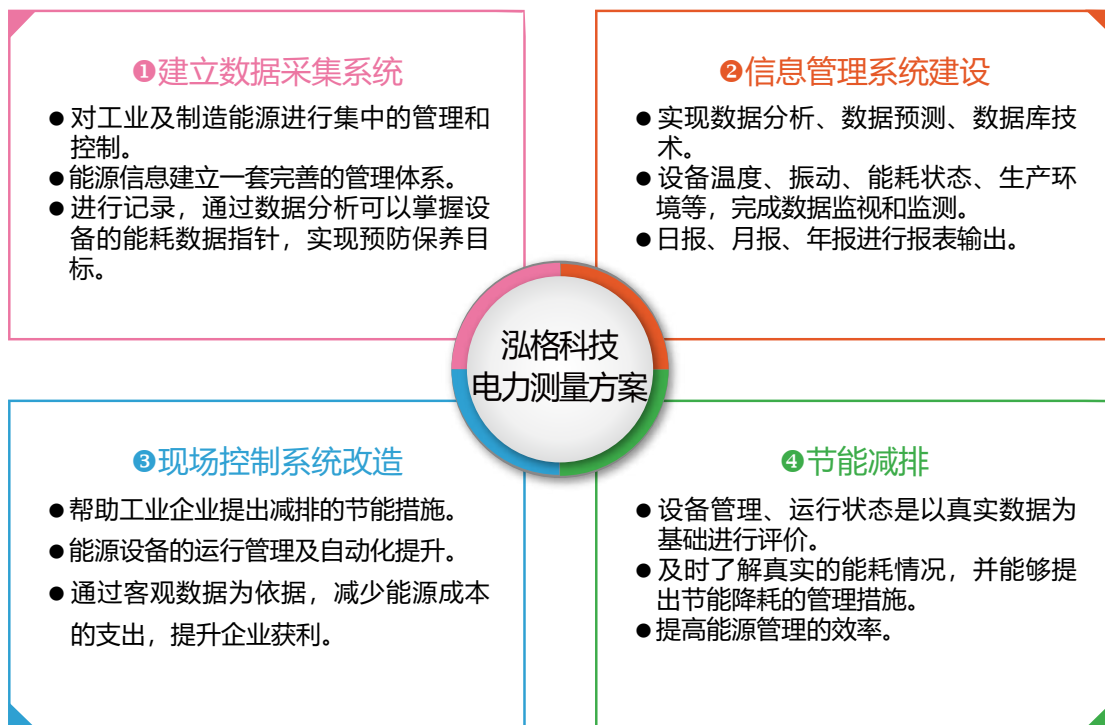 ❶建立数据采集系统
●对工业及制造能源进行集中的管理和
控制。
●能源信息建立一套完善的管理体系。
●进行记录，通过数据分析可以掌握设
备的能耗数据指针，实现预防保养目
标。
❷信息管理系统建设
●实现数据分析、数据预测、数据库技
术。
●设备温度、振动、能耗状态、生产环
境等，完成数据监视和监测。
●日报、月报、年报进行报表输出。
泓格科技
电力测量方案
❸现场控制系统改造
●帮助工业企业提出减排的节能措施。
●能源设备的运行管理及自动化提升。
●通过客观数据为依据，减少能源成本
的支出，提升企业获利。
❹节能减排
●设备管理、运行状态是以真实数据为
基础进行评价。
●及时了解真实的能耗情况，并能够提
出节能降耗的管理措施。
●提高能源管理的效率。